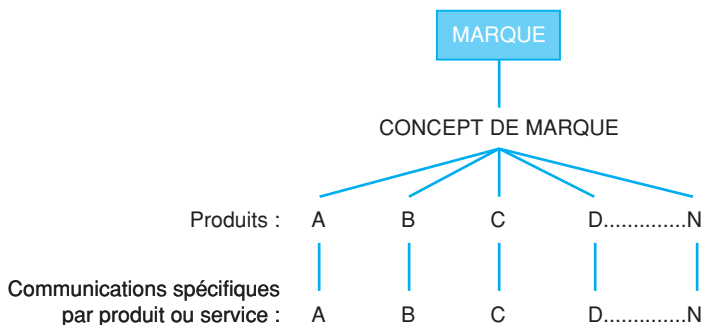 MARQUE
CONCEPT DE MARQUE
Produits : A B C D..............N
Communications spécifiques
par produit ou service : A B C D..............N